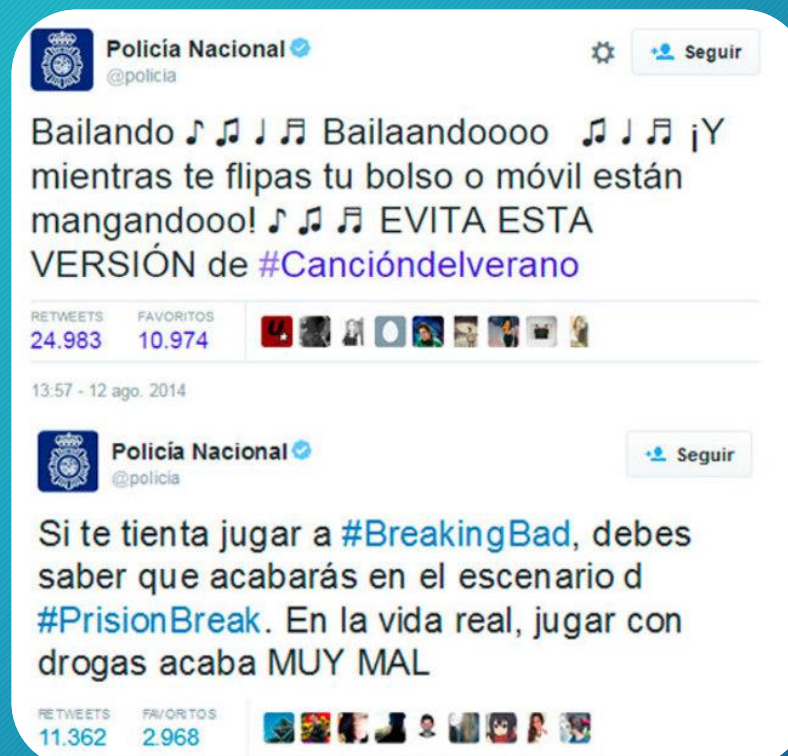 Policía Nacional
@policia
Seguir
Bailando ♪ ♫ ♩ ♬ Bailaandoooo ♫ ♩ ♬ ¡Y
mientras te flipas tu bolso o móvil están
mangandooo! ♪ ♫ ♬ EVITA ESTA
VERSIÓN de #Cancióndelverano
RETWEETS FAVORITOS
24.983 10.974
13:57 - 12 ago. 2014
Policía Nacional
@policia
Seguir
Si te tienta jugar a #BreakingBad, debes
saber que acabarás en el escenario d
#PrisionBreak. En la vida real, jugar con
drogas acaba MUY MAL
RETWEETS FAVORITOS
11.362 2.968